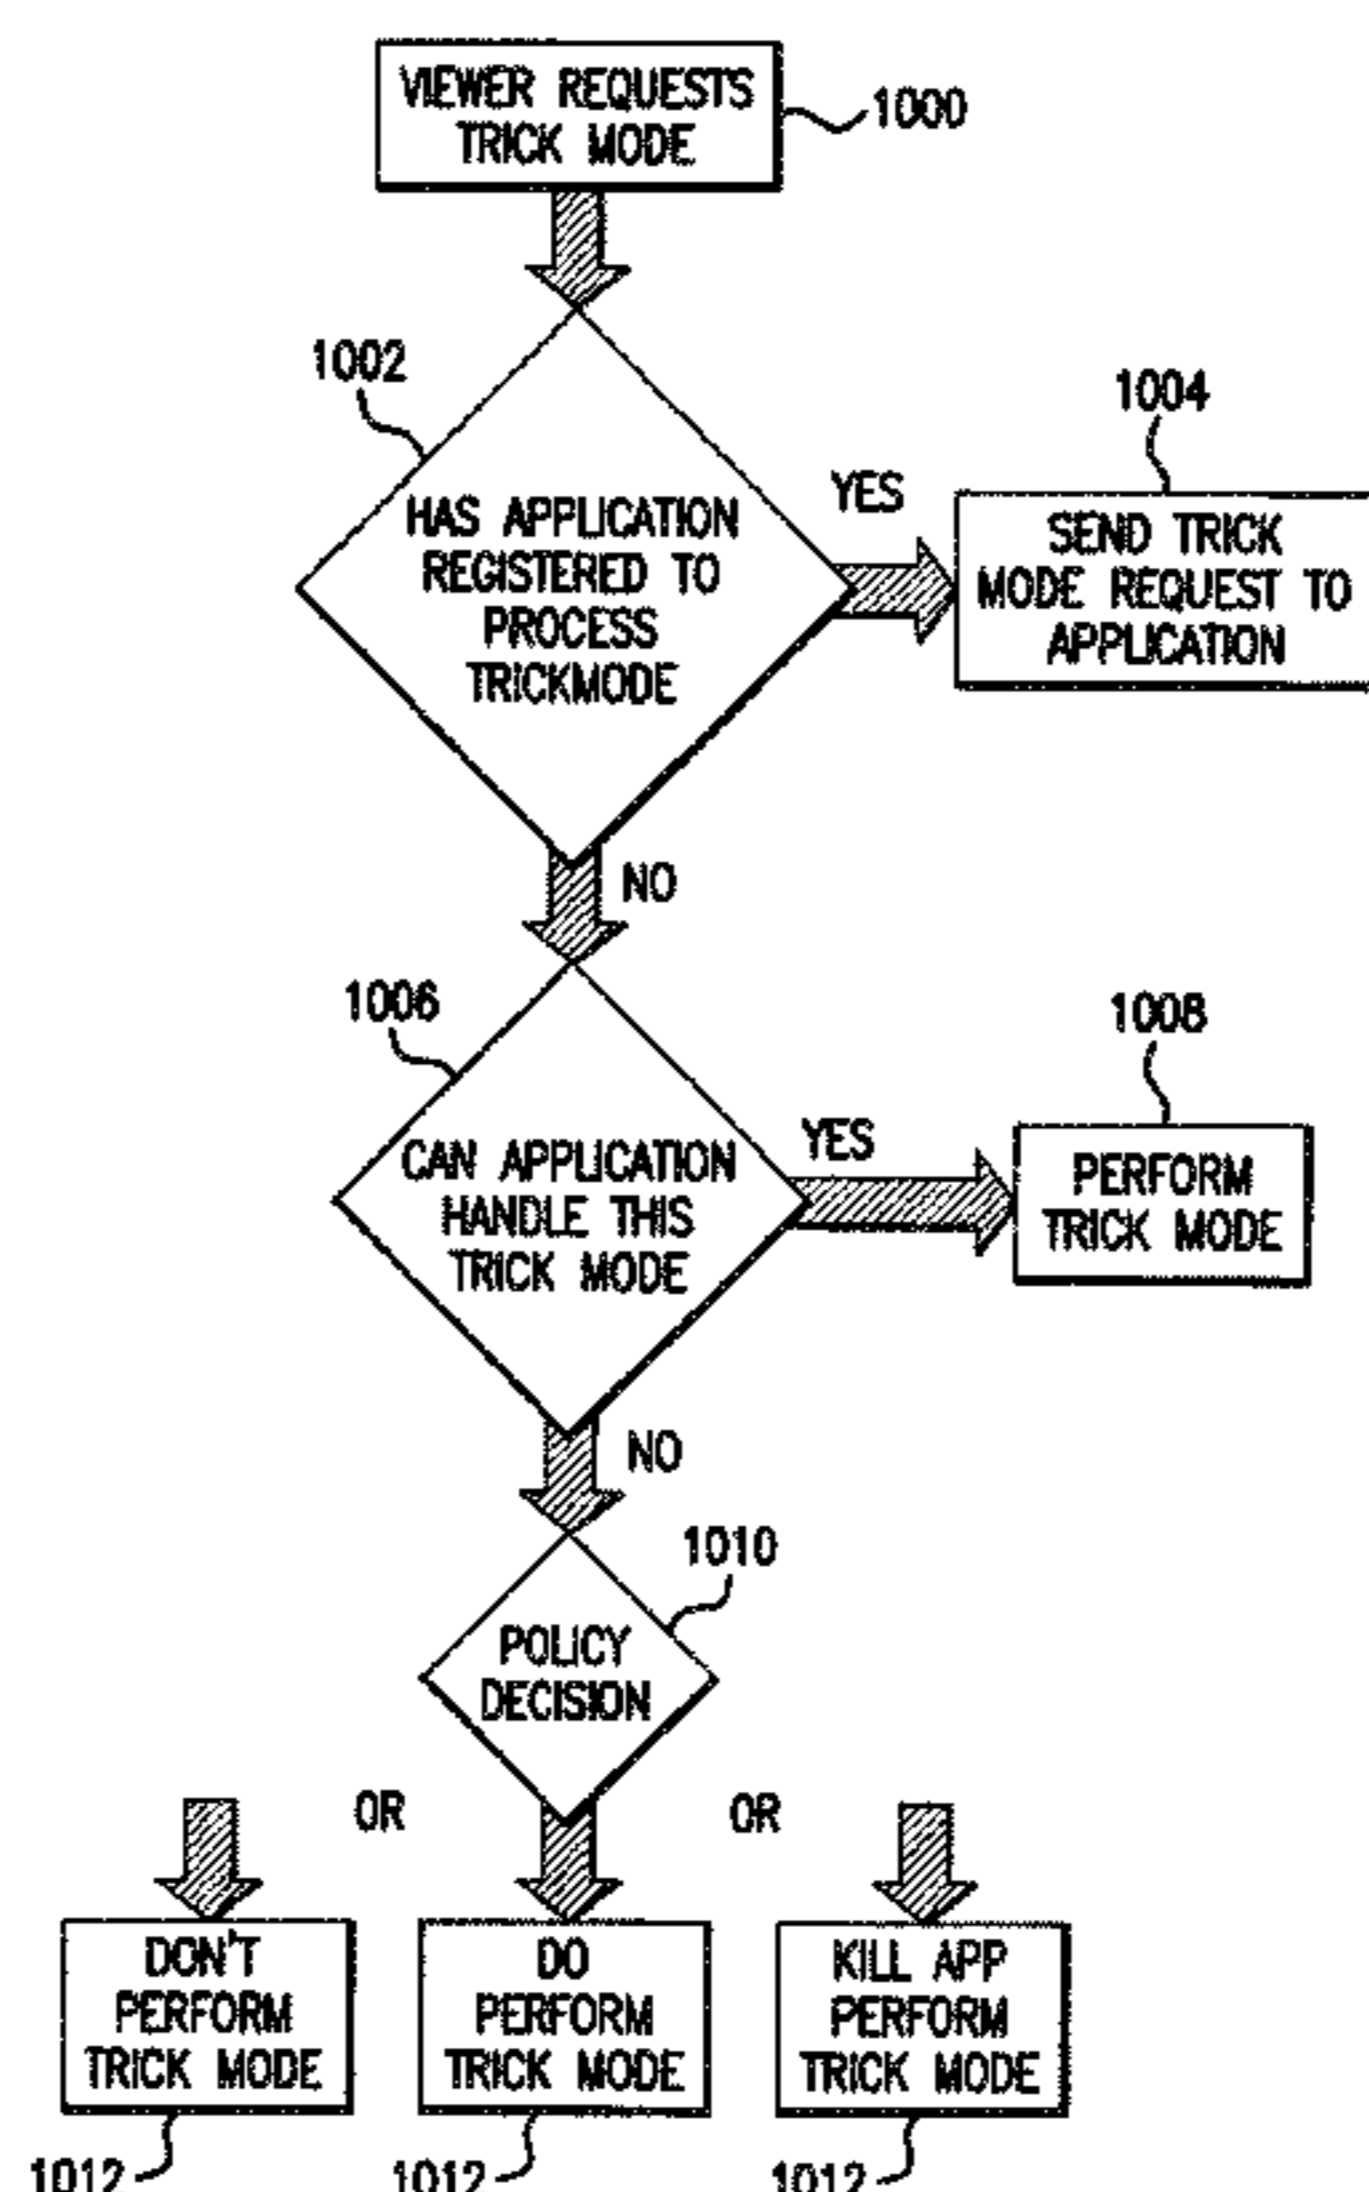 VIEWER REQUESTS
TRICK MODE
1000
1002
HAS APPLICATION
REGISTERED TO
PROCESS
TRICKMODE
YES
1004
SEND TRICK
MODE REQUEST TO
APPLICATION
NO
1006
CAN APPLICATION
HANDLE THIS
TRICK MODE
YES
1008
PERFORM
TRICK MODE
NO
1010
POLICY
DECISION
OR
OR
DON'T
PERFORM
TRICK MODE
1012
DO
PERFORM
TRICK MODE
1012
KILL APP
PERFORM
TRICK MODE
1012